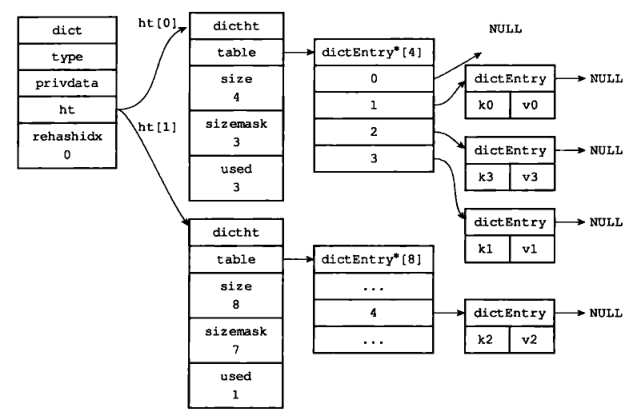 dict
type
privdata
ht
rehashidx
0
ht[0]
ht[1]
dictht
table
size
4
sizemask
3
used
3
dictEntry*[4]
0
1
2
3
NULL
dictEntry
k0 v0
NULL
dictEntry
k3 v3
NULL
dictEntry
k1 v1
NULL
dictht
table
size
8
sizemask
7
used
1
dictEntry*[8]
...
4
...
dictEntry
k2 v2
NULL